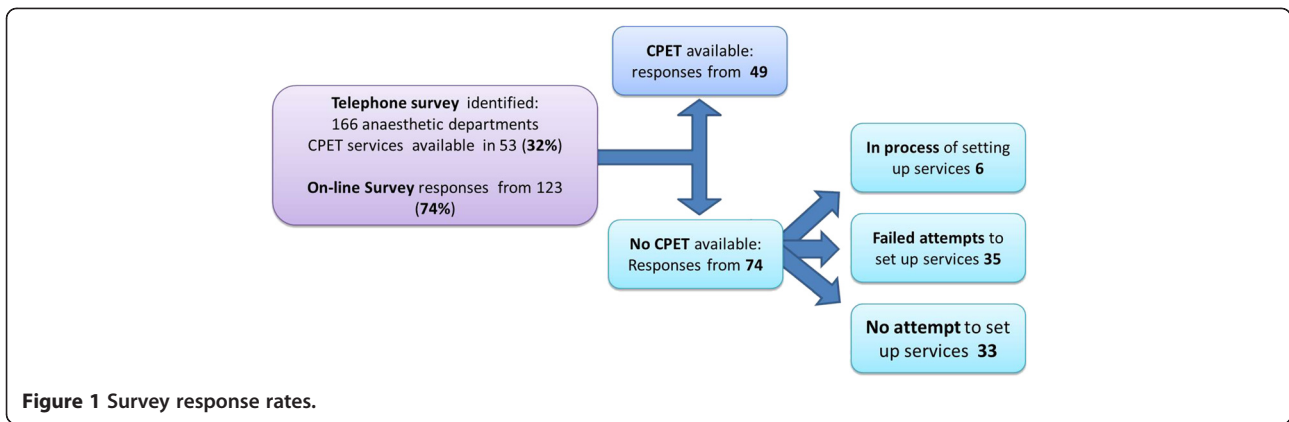 CPET available:
responses from 49
Telephone survey identified:
166 anaesthetic departments
CPET services available in 53 (32%)
On-line Survey responses from 123
(74%)
No CPET available:
Responses from 74
In process of setting
up services 6
Failed attempts to
set up services 35
No attempt to set
up services 33
Figure 1 Survey response rates.